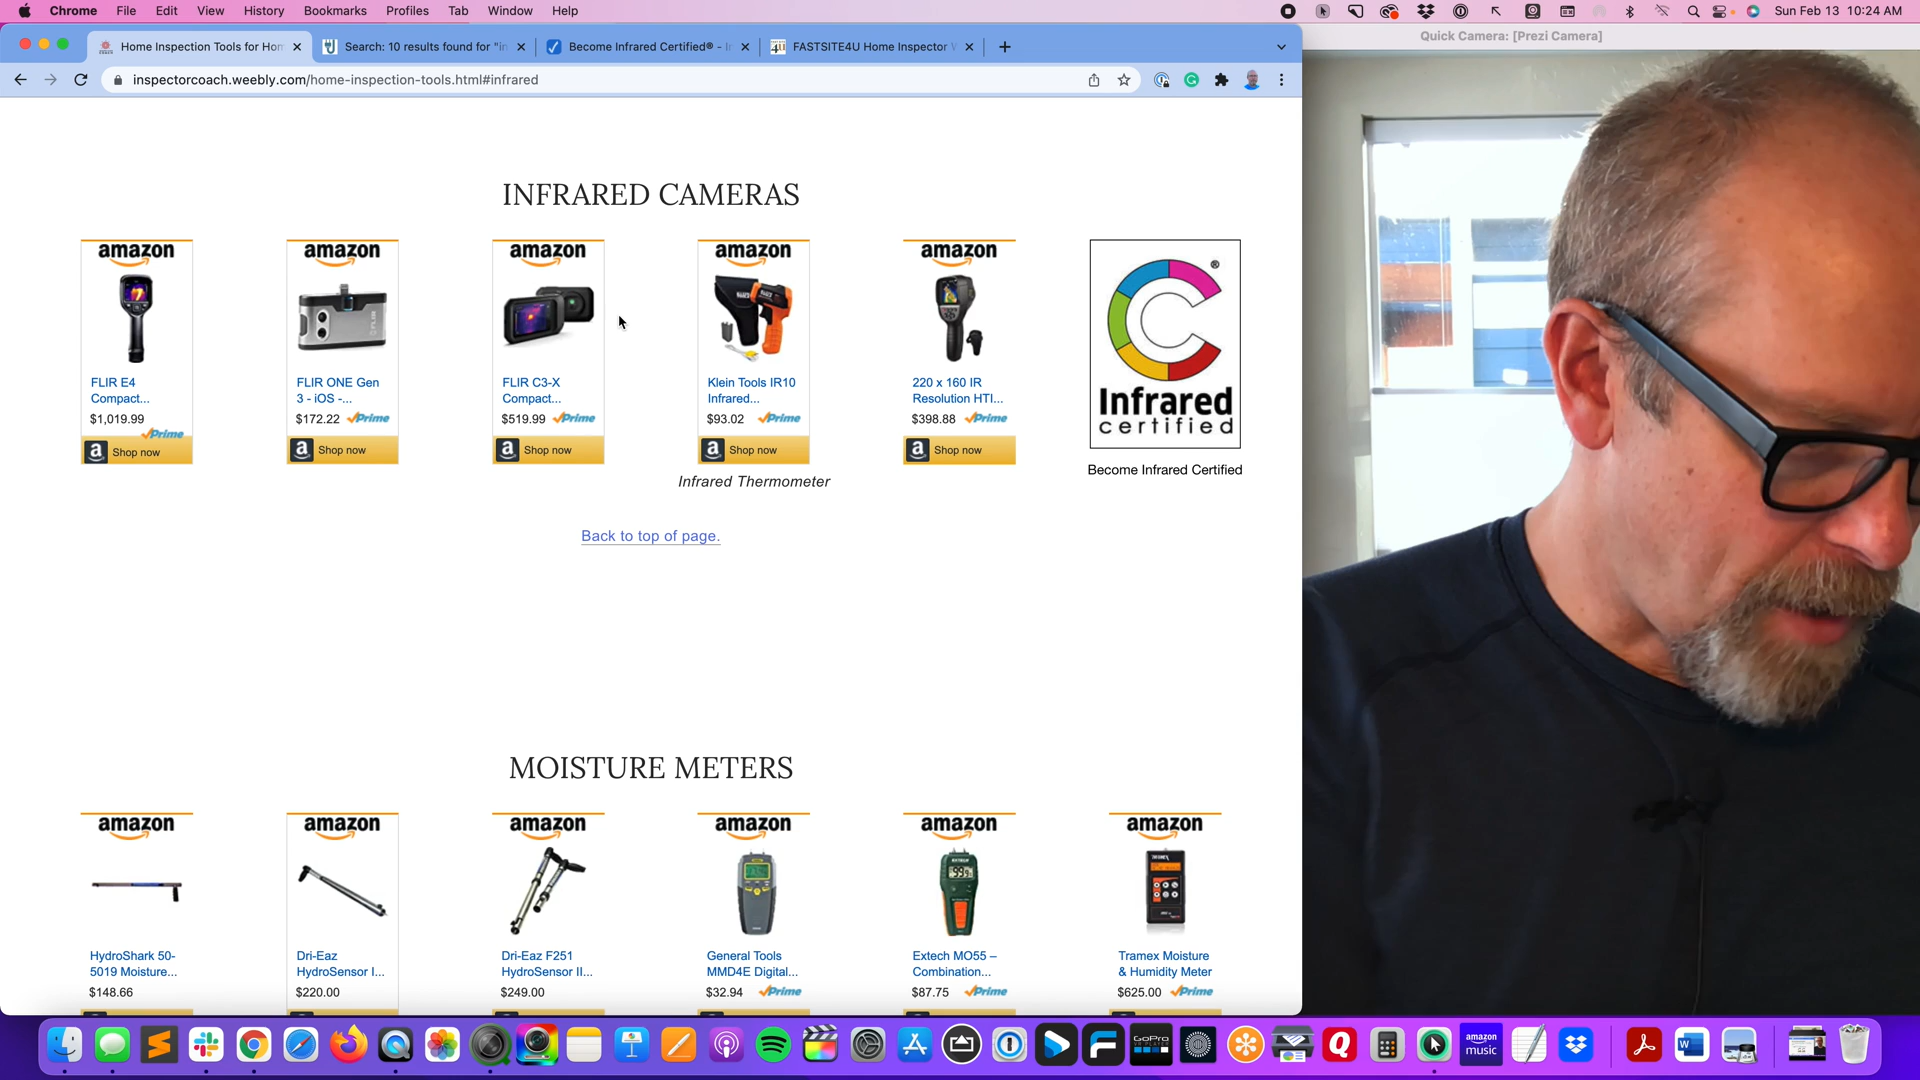 Chrome File Edit View History Bookmarks Profiles Tab Window Help
Sun Feb 13 10:24 AM
Quick Camera: [Prezi Camera]
Home Inspection Tools for Hom
Search: 10 results found for "in
Become Infrared Certified® - I
FASTSITE4U Home Inspector
inspectorcoach.weebly.com/home-inspection-tools.html#infrared
INFRARED CAMERAS
amazon amazon amazon amazon amazon
FLIR E4 Compact...
$1,019.99 Prime
Shop now
FLIR ONE Gen 3 - iOS -...
$172.22 Prime
Shop now
FLIR C3-X Compact...
$519.99 Prime
Shop now
Klein Tools IR10 Infrared...
$93.02 Prime
Shop now
Infrared Thermometer
220 x 160 IR Resolution HTI...
$398.88 Prime
Shop now
Infrared
certified
®
Become Infrared Certified
Back to top of page.
MOISTURE METERS
amazon amazon amazon amazon amazon amazon
HydroShark 50-5019 Moisture...
$148.66
Dri-Eaz HydroSensor I...
$220.00
Dri-Eaz F251 HydroSensor II...
$249.00
General Tools MMD4E Digital...
$32.94 Prime
Extech MO55 – Combination...
$87.75 Prime
Tramex Moisture & Humidity Meter
$625.00 Prime
GoPro
amazon music